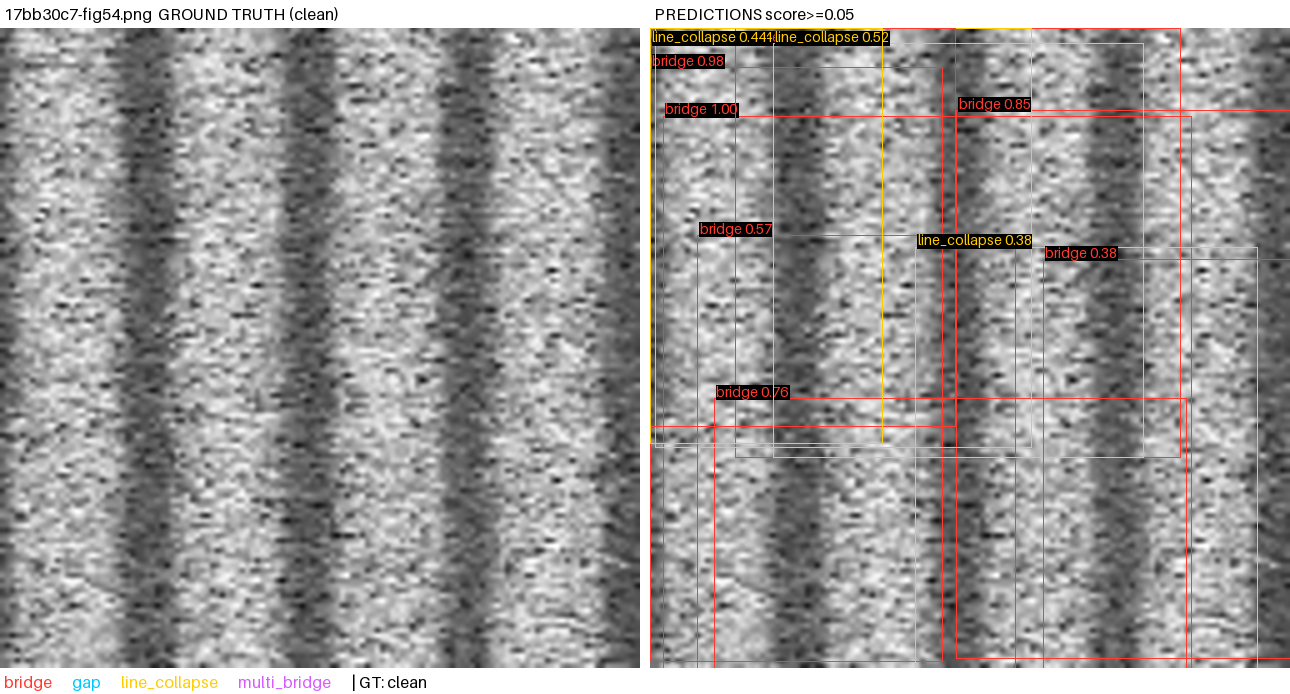 17bb30c7-fig54.png GROUND TRUTH (clean)
PREDICTIONS score>=0.05
line_collapse 0.444
line_collapse 0.52
bridge 0.98
bridge 1.00
bridge 0.85
bridge 0.57
line_collapse 0.38
bridge 0.38
bridge 0.76
bridge gap line_collapse multi_bridge | GT: clean